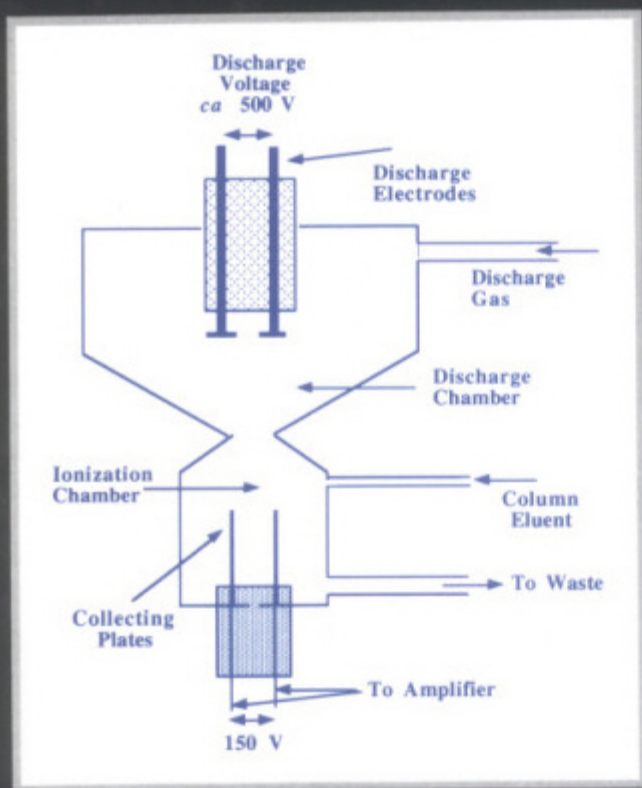 Discharge
Voltage
ca 500 V
Discharge
Electrodes
Discharge
Gas
Discharge
Chamber
Ionization
Chamber
Column
Eluent
To Waste
Collecting
Plates
To Amplifier
150 V